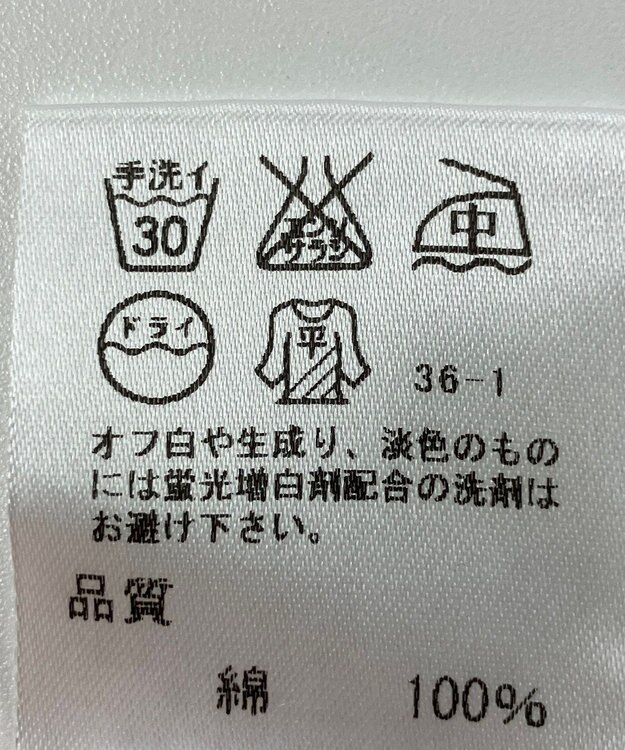 手洗イ
30
エンソ
サラシ
中
ドライ
平
36-1
オフ白や生成り、淡色のもの
には蛍光増白剤配合の洗剤は
お避け下さい。
品質
綿 100%